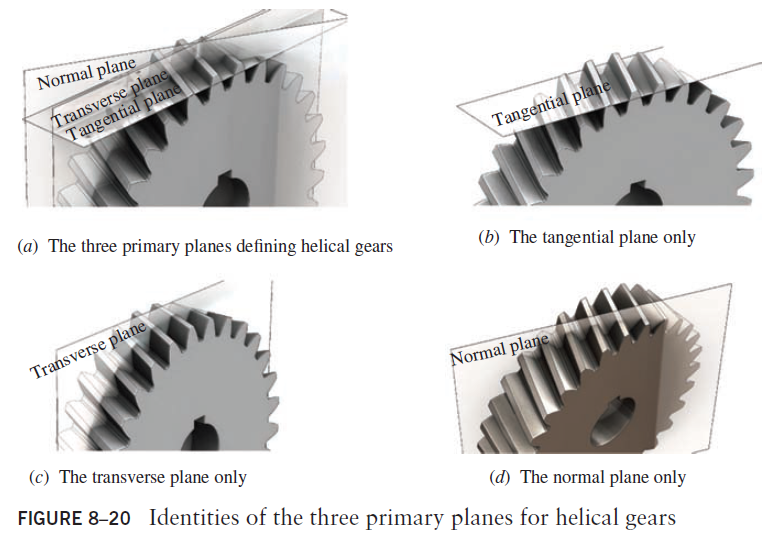 Normal plane
Transverse plane
Tangential plane
Tangential plane
(a) The three primary planes defining helical gears
(b) The tangential plane only
Transverse plane
Normal plane
(c) The transverse plane only
(d) The normal plane only
FIGURE 8–20 Identities of the three primary planes for helical gears